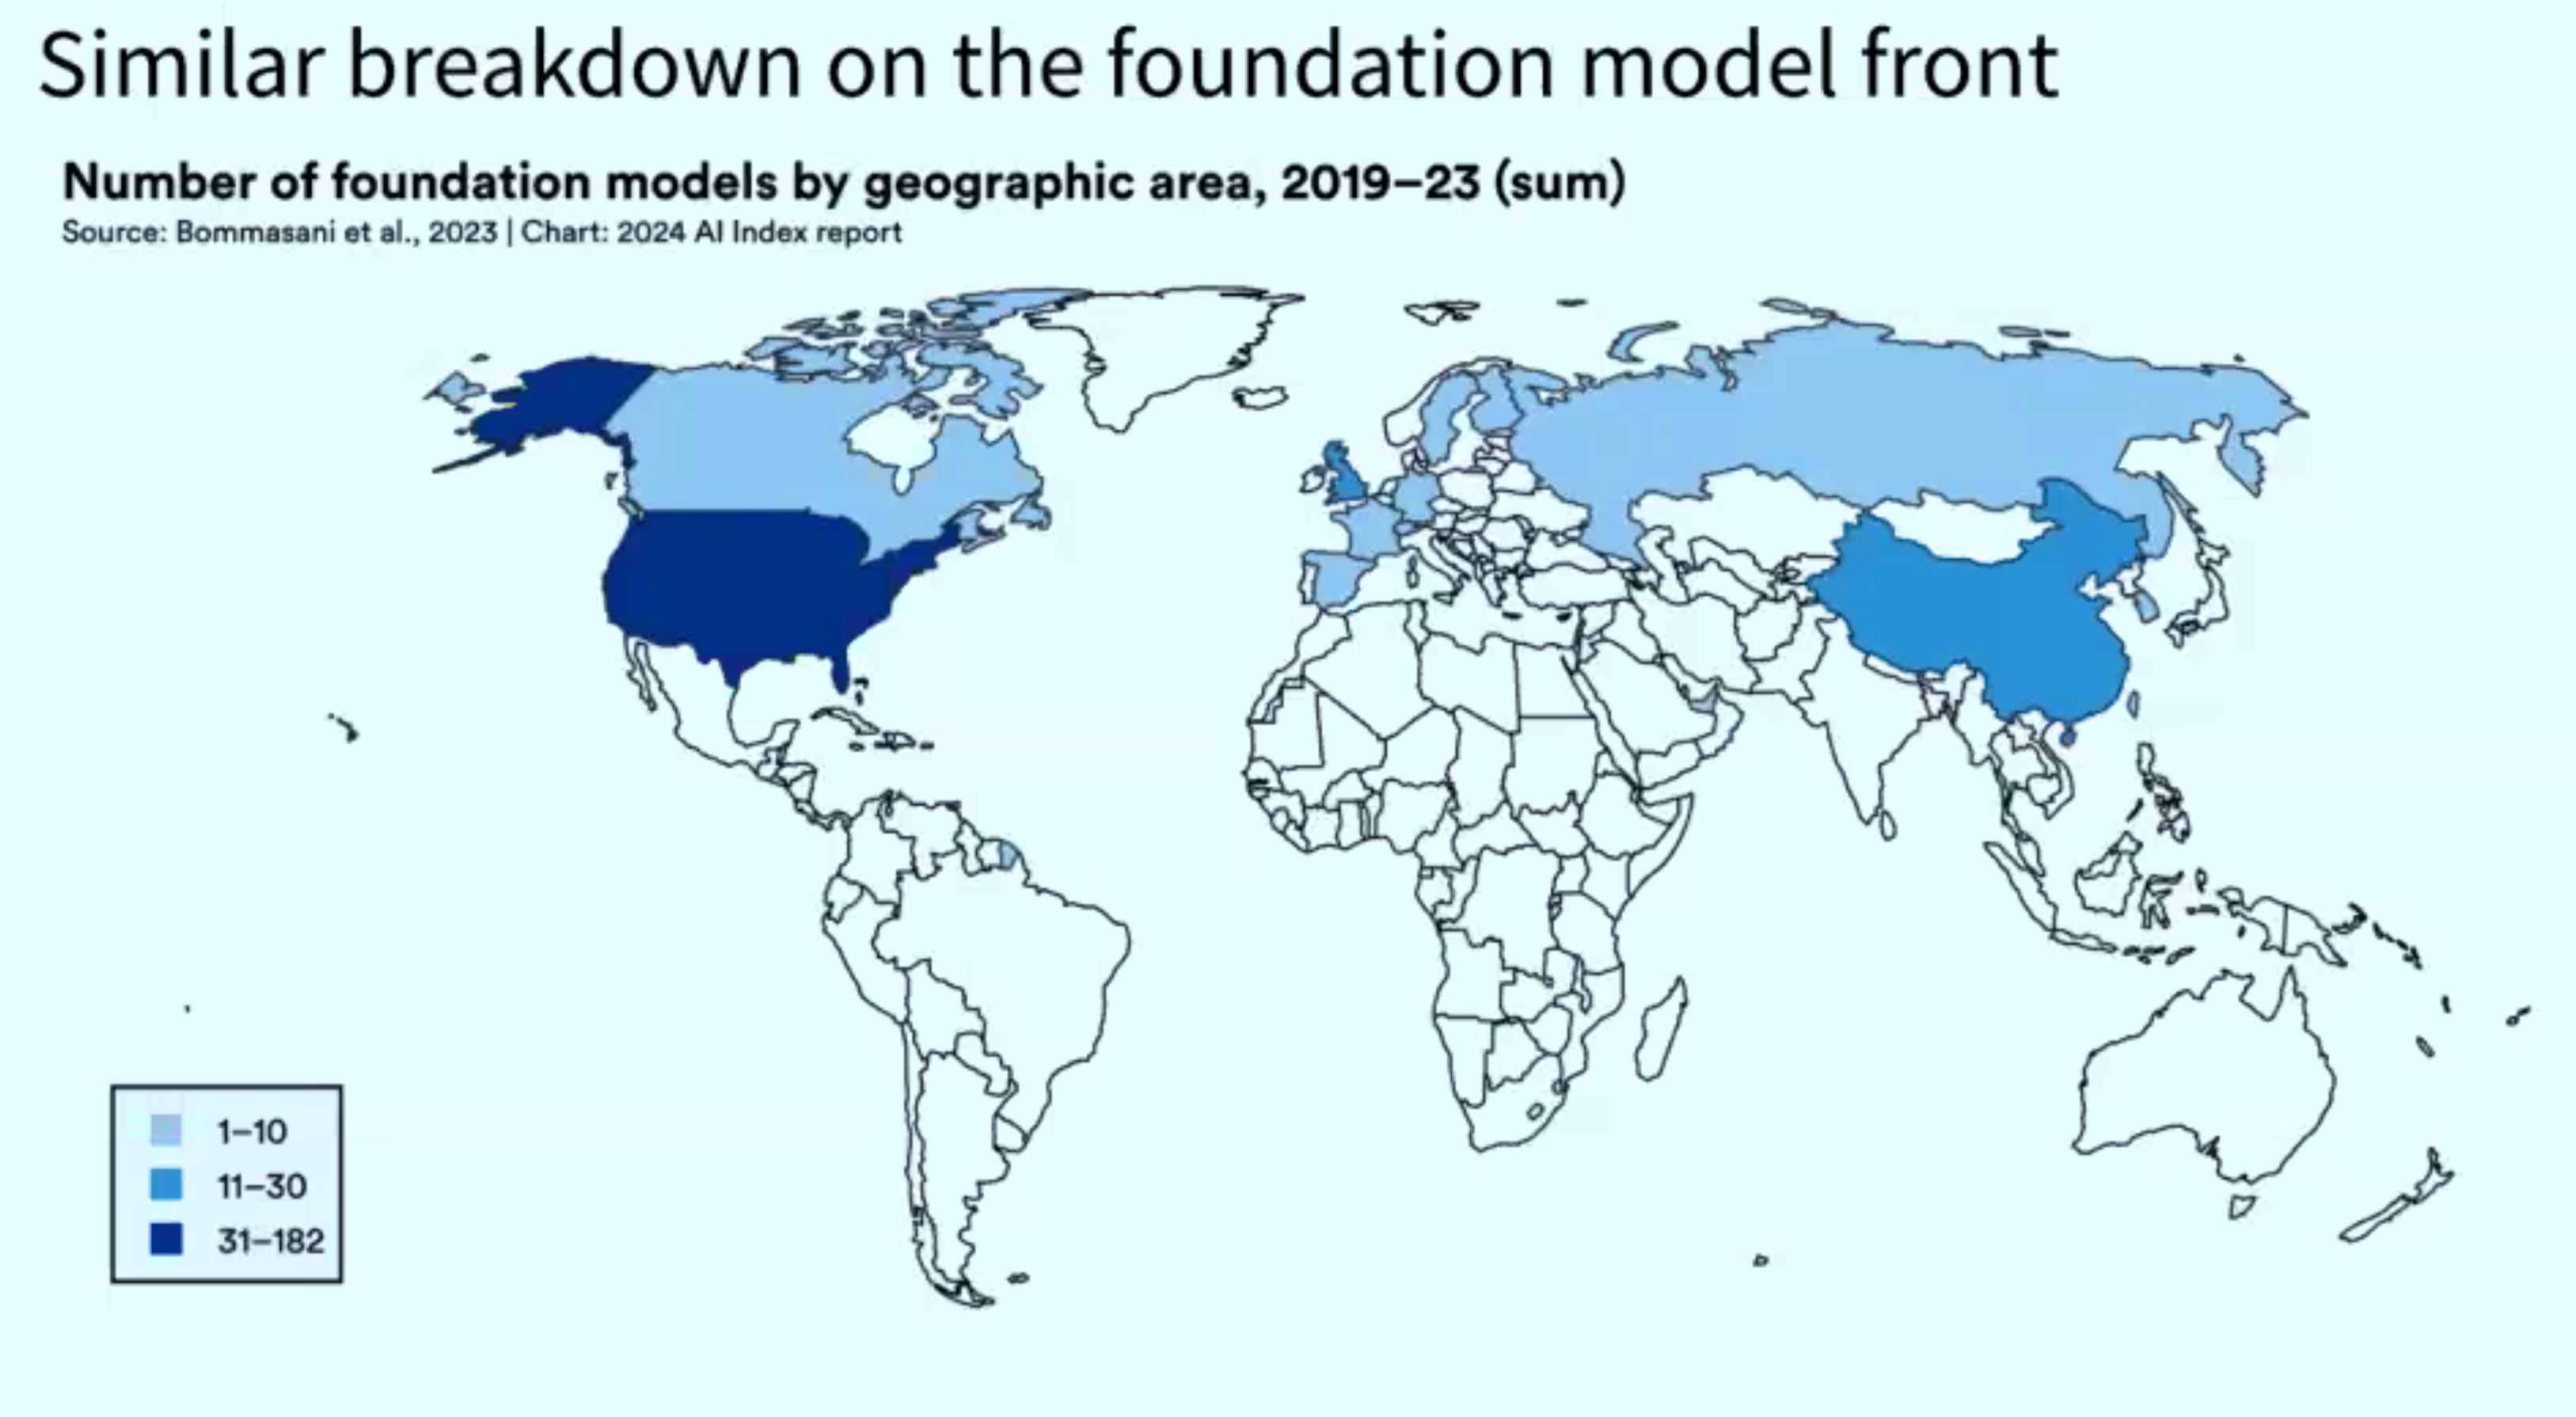 Similar breakdown on the foundation model front
Number of foundation models by geographic area, 2019–23 (sum)
Source: Bommasani et al., 2023 | Chart: 2024 AI Index report
1–10
11–30
31–182